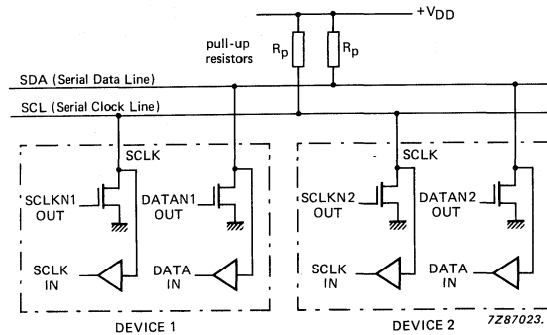 +VDD
pull-up
resistors
Rp
Rp
SDA (Serial Data Line)
SCL (Serial Clock Line)
SCLK
SCLK
SCLKN1
OUT
DATAN1
OUT
SCLKN2
OUT
DATAN2
OUT
SCLK
IN
DATA
IN
SCLK
IN
DATA
IN
DEVICE 1
DEVICE 2
7Z87023.